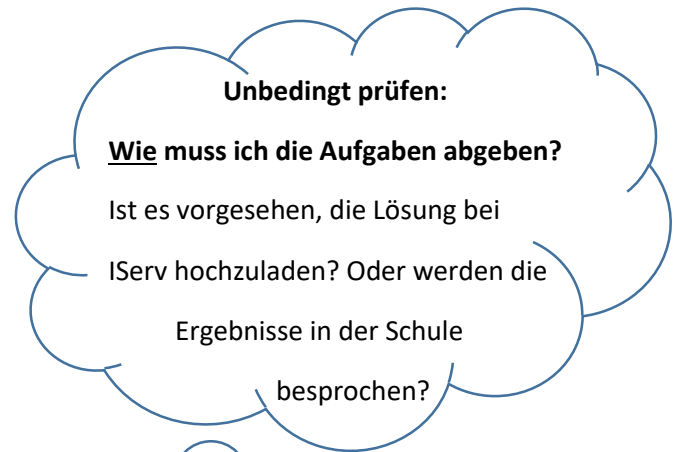 Unbedingt prüfen:
Wie muss ich die Aufgaben abgeben?
Ist es vorgesehen, die Lösung bei
IServ hochzuladen? Oder werden die
Ergebnisse in der Schule
besprochen?